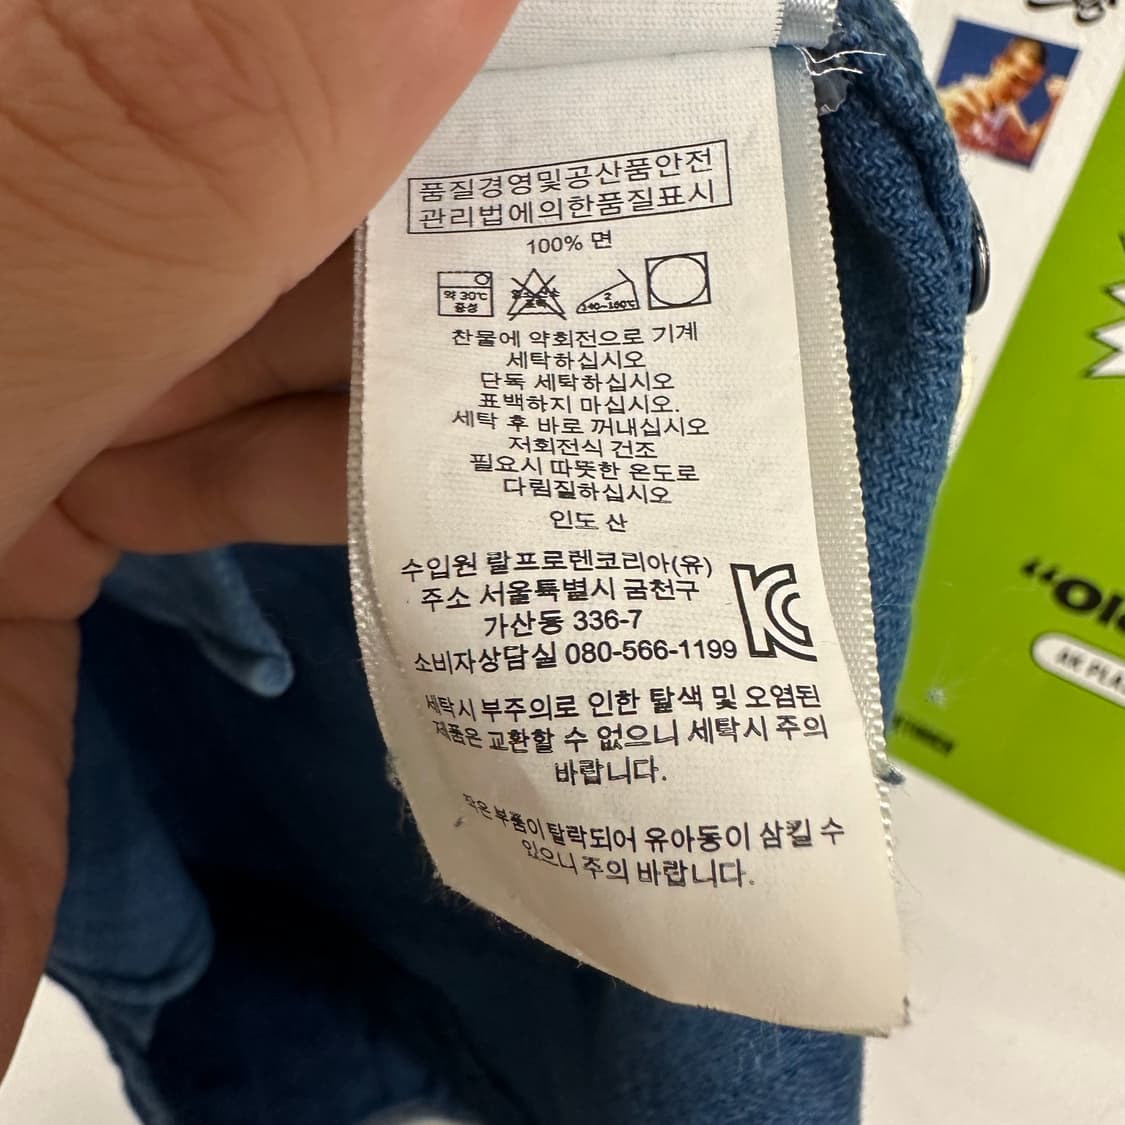 품질경영및공산품안전
관리법에의한품질표시
100% 면
약 30℃
중성
2
140~160℃
찬물에 약회전으로 기계
세탁하십시오
단독 세탁하십시오
표백하지 마십시오.
세탁 후 바로 꺼내십시오
저회전식 건조
필요시 따뜻한 온도로
다림질하십시오
인도 산
수입원 랄프로렌코리아(유)
주소 서울특별시 금천구
가산동 336-7
소비자상담실 080-566-1199
세탁시 부주의로 인한 탈색 및 오염된
제품은 교환할 수 없으니 세탁시 주의
바랍니다.
작은 부품이 탈락되어 유아동이 삼킬 수
있으니 주의 바랍니다.